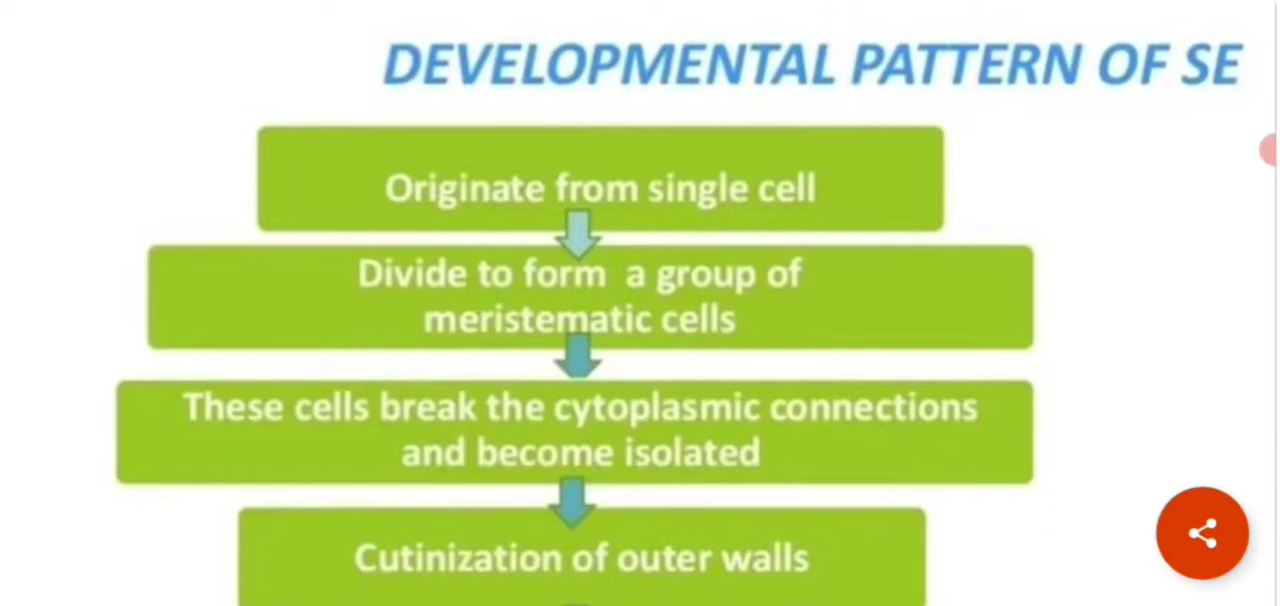 DEVELOPMENTAL PATTERN OF SE
Originate from single cell
Divide to form a group of
meristematic cells
These cells break the cytoplasmic connections
and become isolated
Cutinization of outer walls